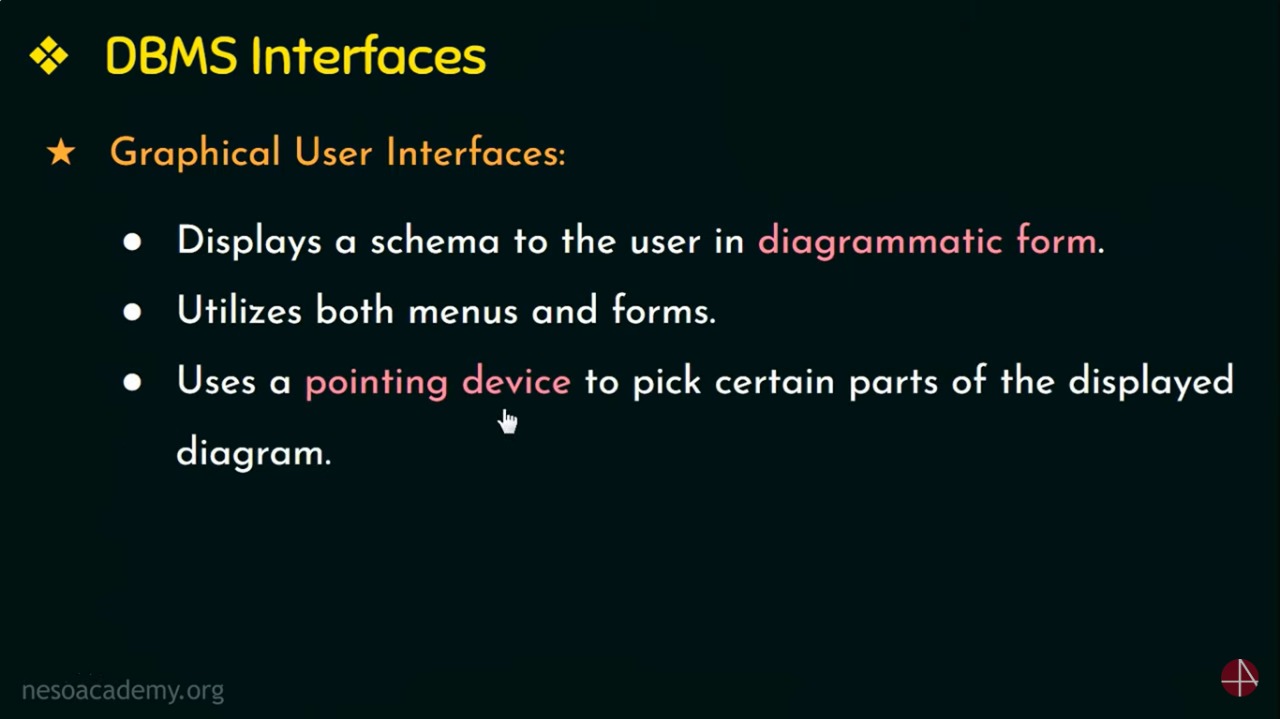 DBMS Interfaces
Graphical User Interfaces:
Displays a schema to the user in diagrammatic form.
Utilizes both menus and forms.
Uses a pointing device to pick certain parts of the displayed
diagram.
nesoacademy.org